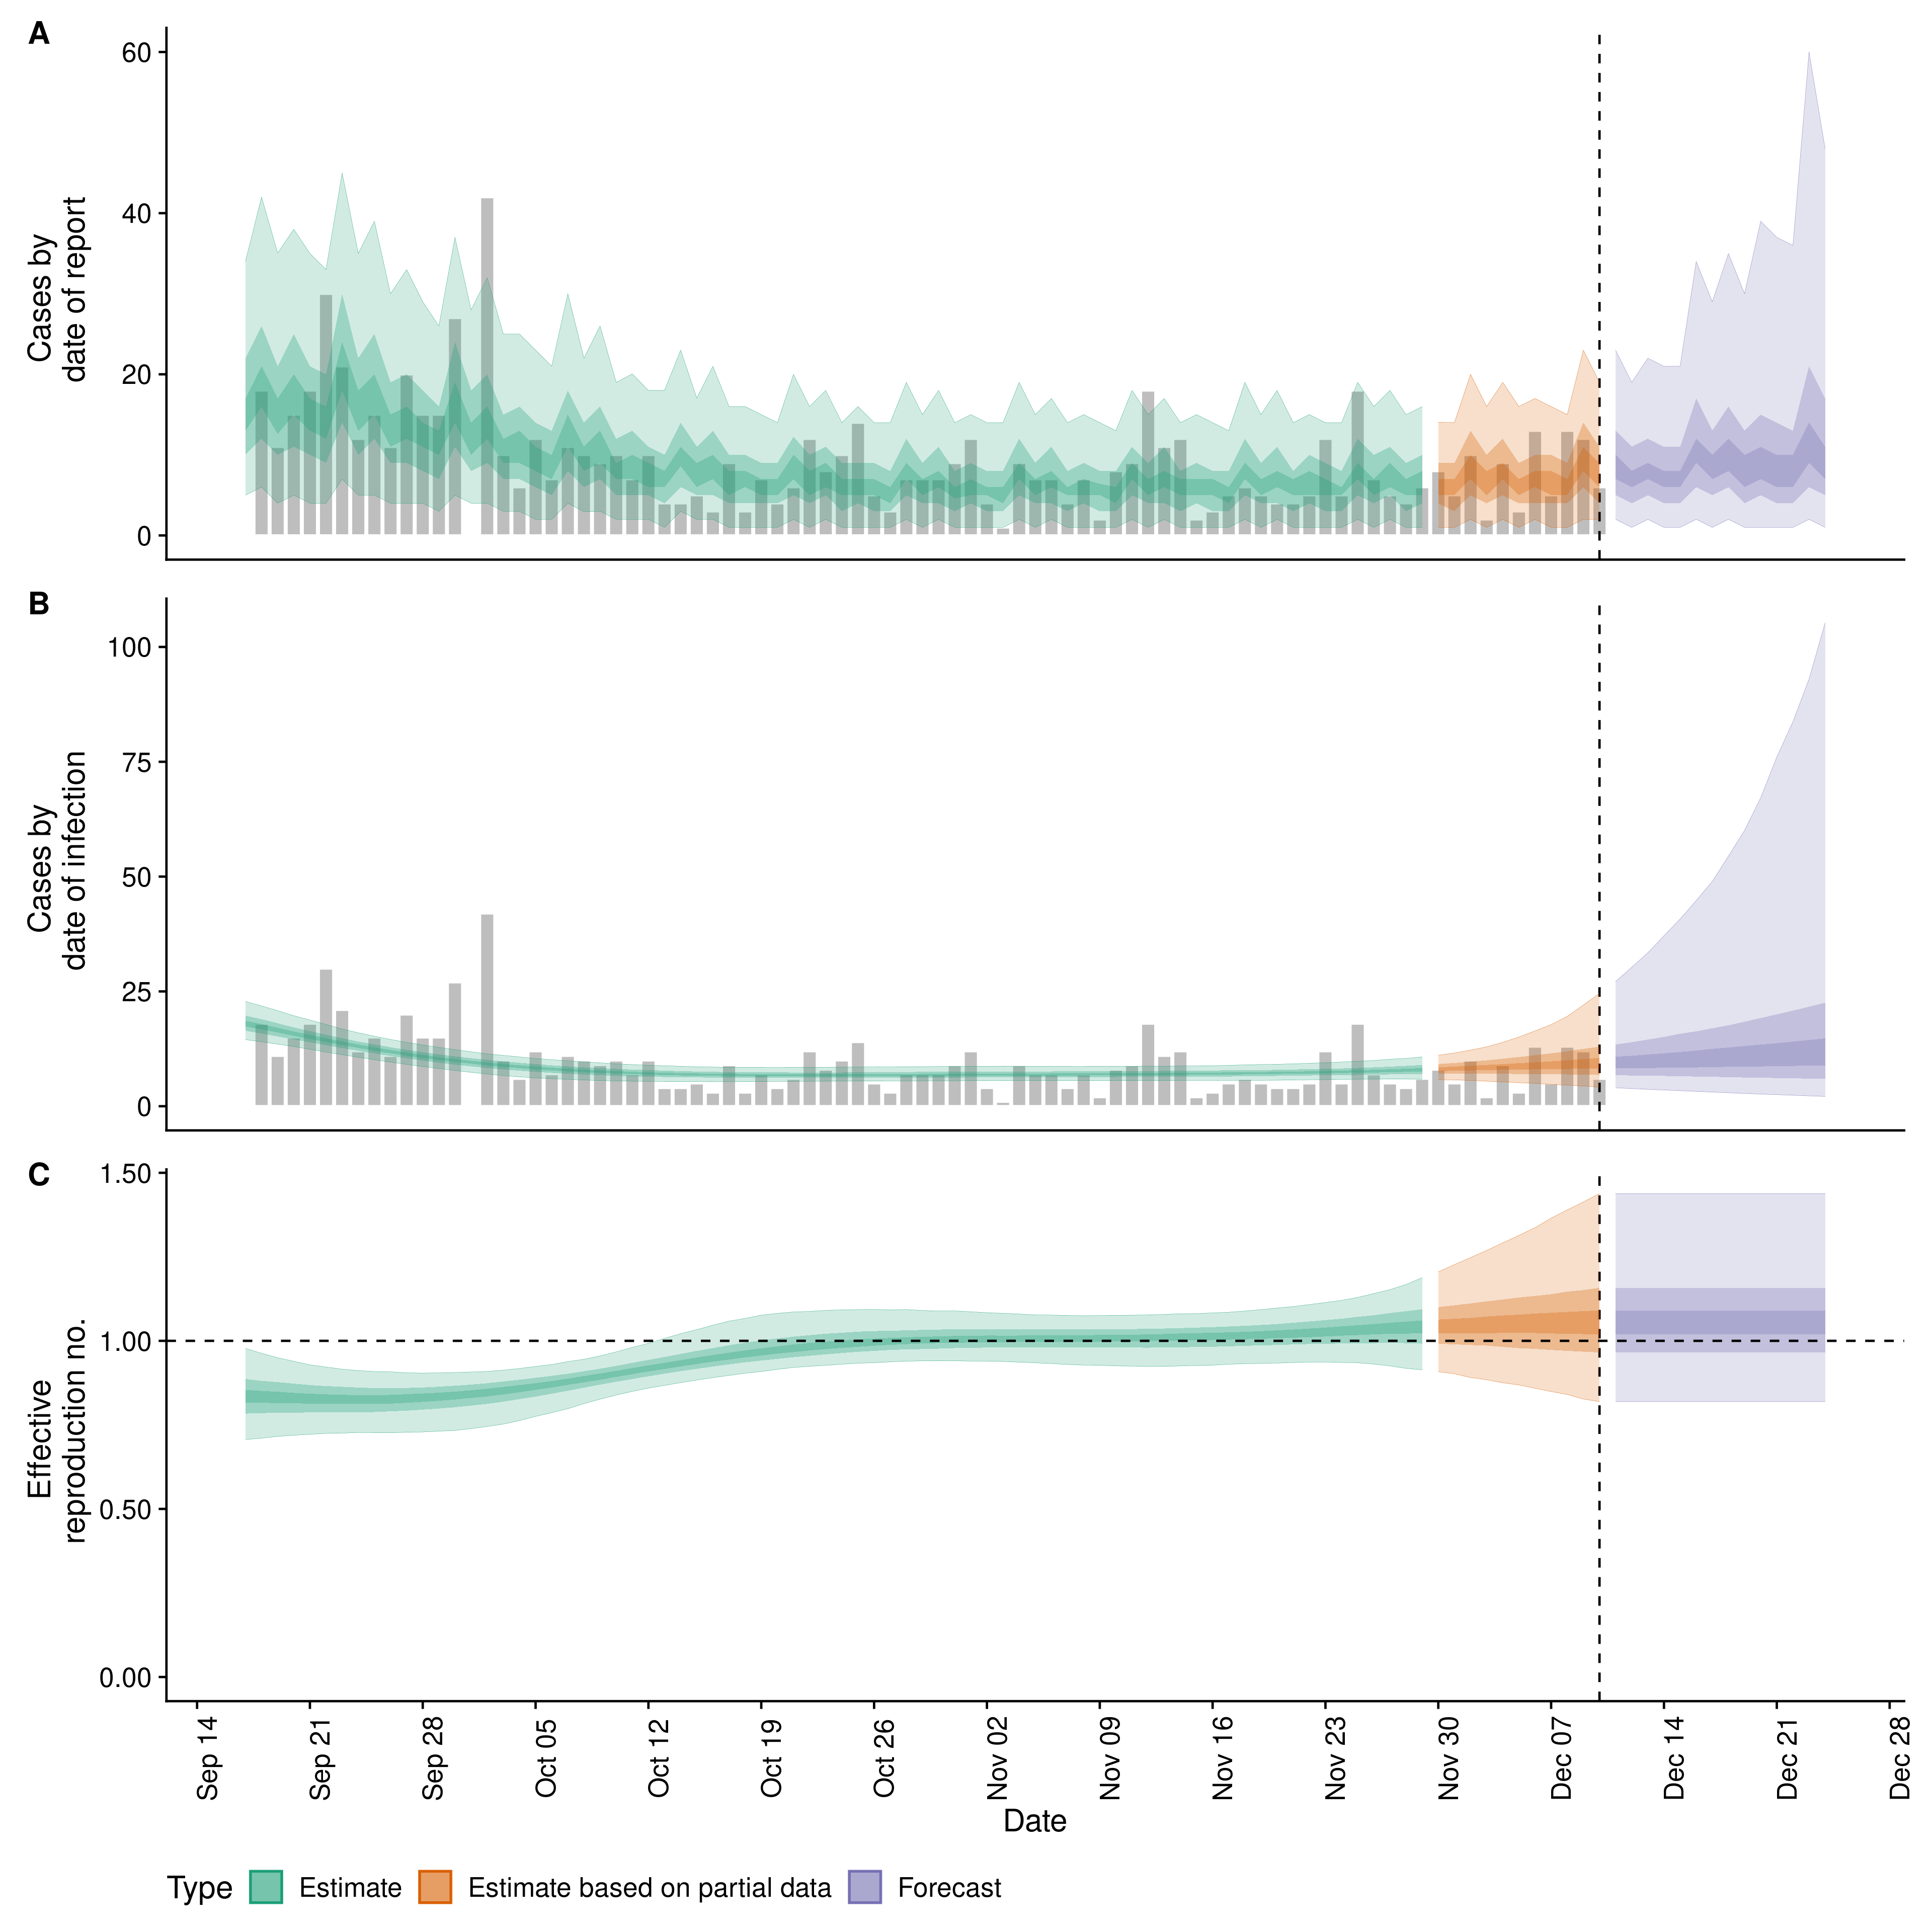 A
Cases by
date of report
60
40
20
0
B
Cases by
date of infection
100
75
50
25
0
C
Effective
reproduction no.
1.50
1.00
0.50
0.00
Sep 14
Sep 21
Sep 28
Oct 05
Oct 12
Oct 19
Oct 26
Nov 02
Nov 09
Nov 16
Nov 23
Nov 30
Dec 07
Dec 14
Dec 21
Dec 28
Date
Type Estimate Estimate based on partial data Forecast